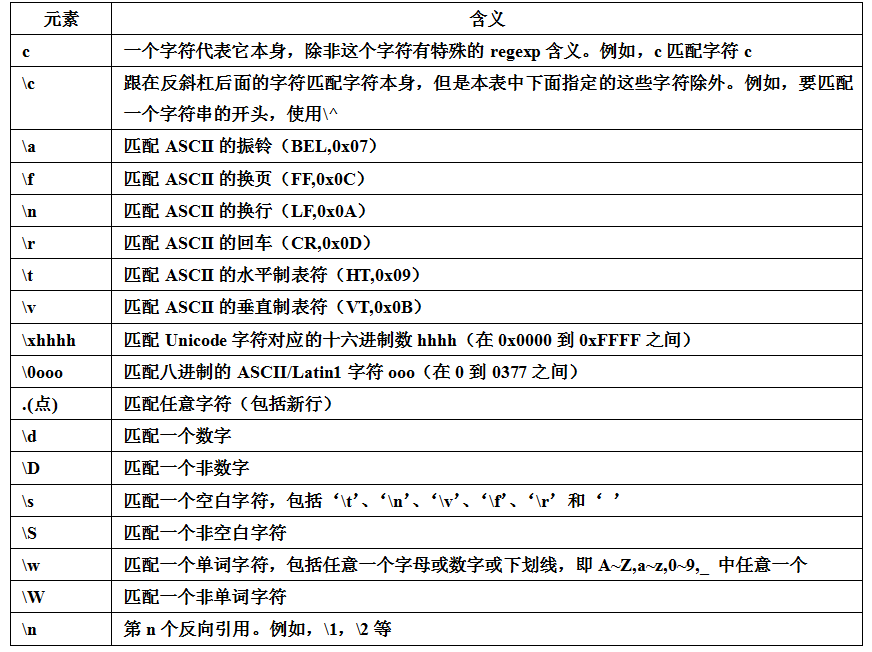 元素 含义
c 一个字符代表它本身，除非这个字符有特殊的 regexp 含义。例如，c 匹配字符 c
\c 跟在反斜杠后面的字符匹配字符本身，但是本表中下面指定的这些字符除外。例如，要匹配
一个字符串的开头，使用\^
\a 匹配 ASCII 的振铃（BEL,0x07）
\f 匹配 ASCII 的换页（FF,0x0C）
\n 匹配 ASCII 的换行（LF,0x0A）
\r 匹配 ASCII 的回车（CR,0x0D）
\t 匹配 ASCII 的水平制表符（HT,0x09）
\v 匹配 ASCII 的垂直制表符（VT,0x0B）
\xhhhh 匹配 Unicode 字符对应的十六进制数 hhhh（在 0x0000 到 0xFFFF 之间）
\0ooo 匹配八进制的 ASCII/Latin1 字符 ooo（在 0 到 0377 之间）
.(点) 匹配任意字符（包括新行）
\d 匹配一个数字
\D 匹配一个非数字
\s 匹配一个空白字符，包括‘\t’、‘\n’、‘\v’、‘\f’、‘\r’ 和‘ ’
\S 匹配一个非空白字符
\w 匹配一个单词字符，包括任意一个字母或数字或下划线，即 A~Z,a~z,0~9,_ 中任意一个
\W 匹配一个非单词字符
\n 第 n 个反向引用。例如，\1，\2 等